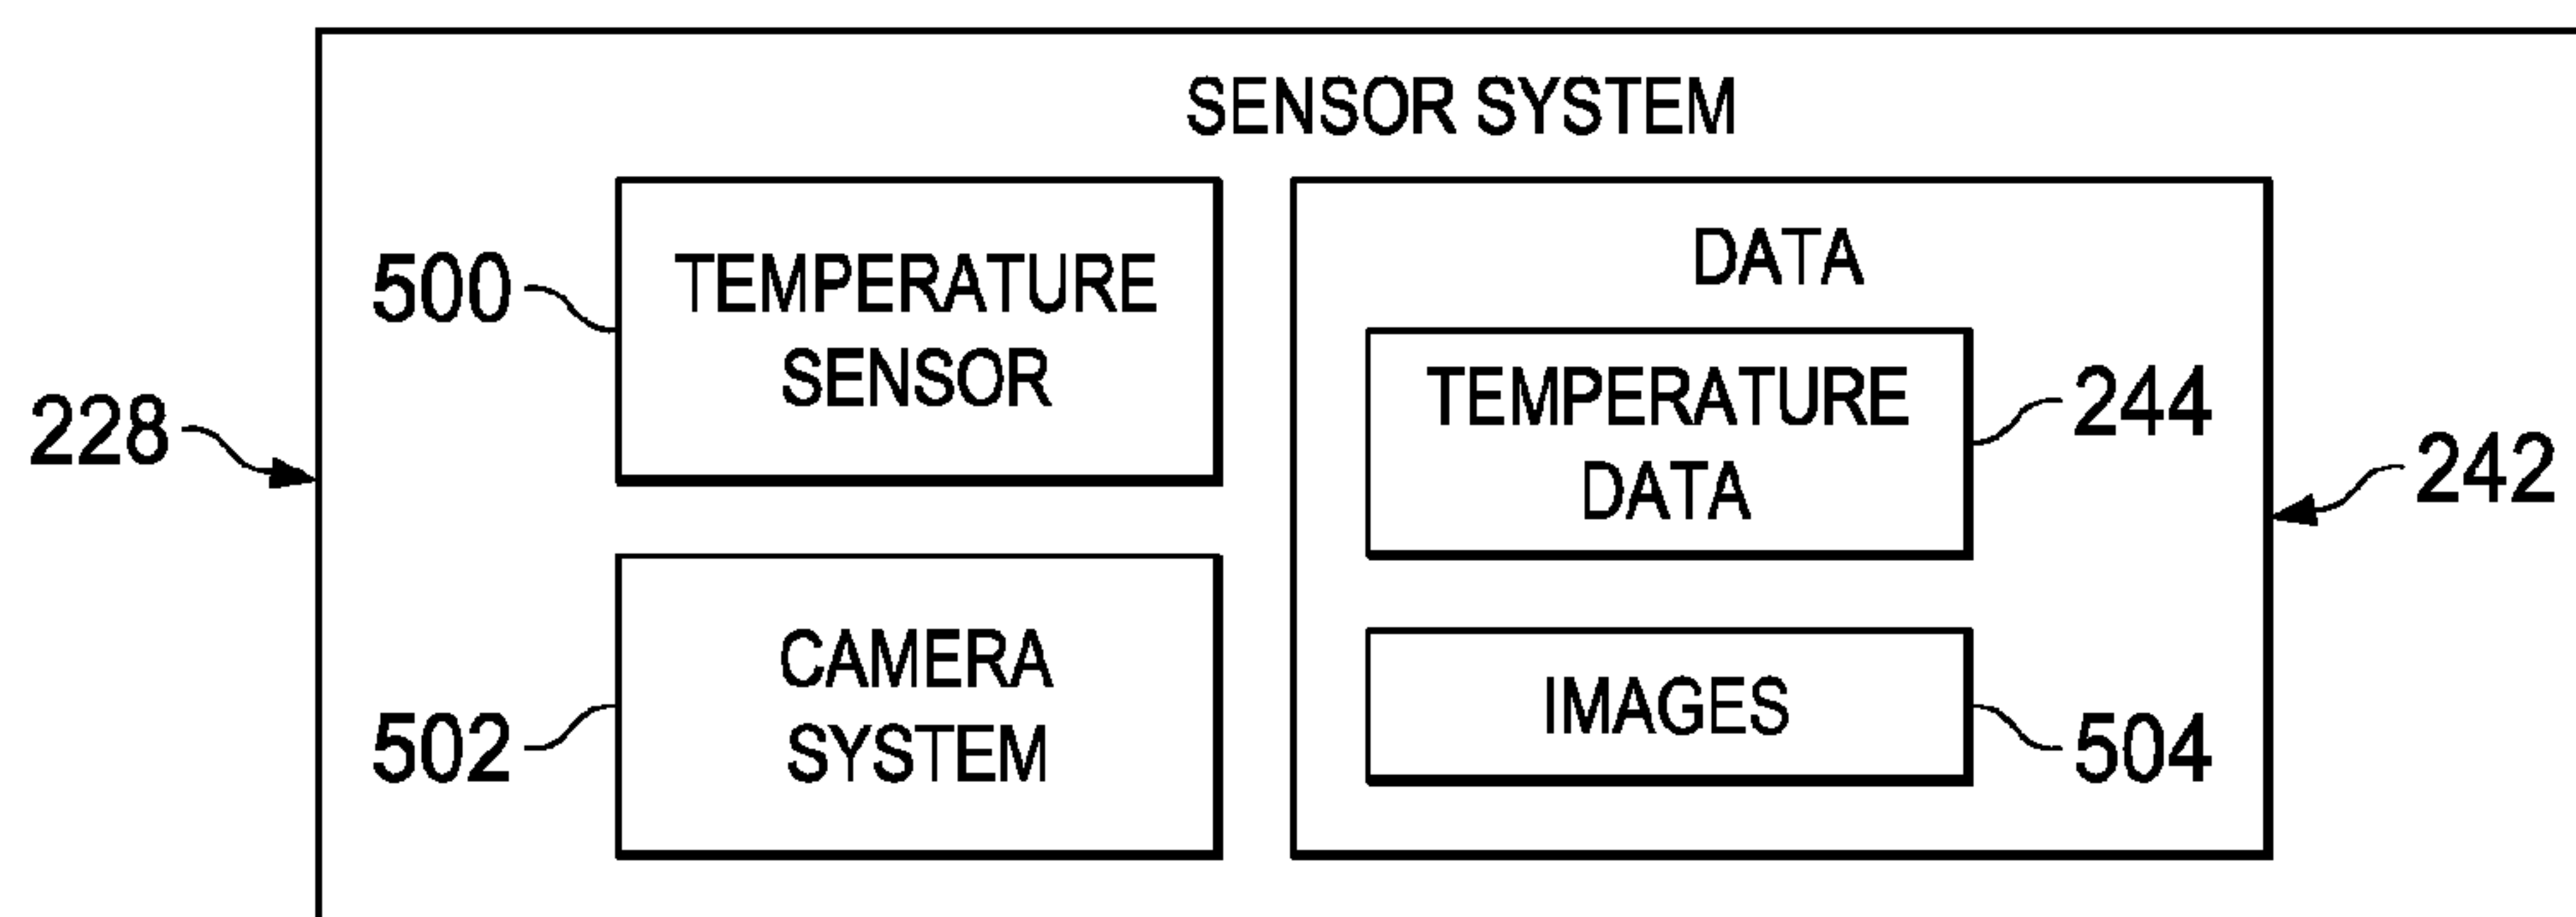 SENSOR SYSTEM
500
TEMPERATURE
SENSOR
228
502
CAMERA
SYSTEM
DATA
TEMPERATURE
DATA
244
242
IMAGES
504